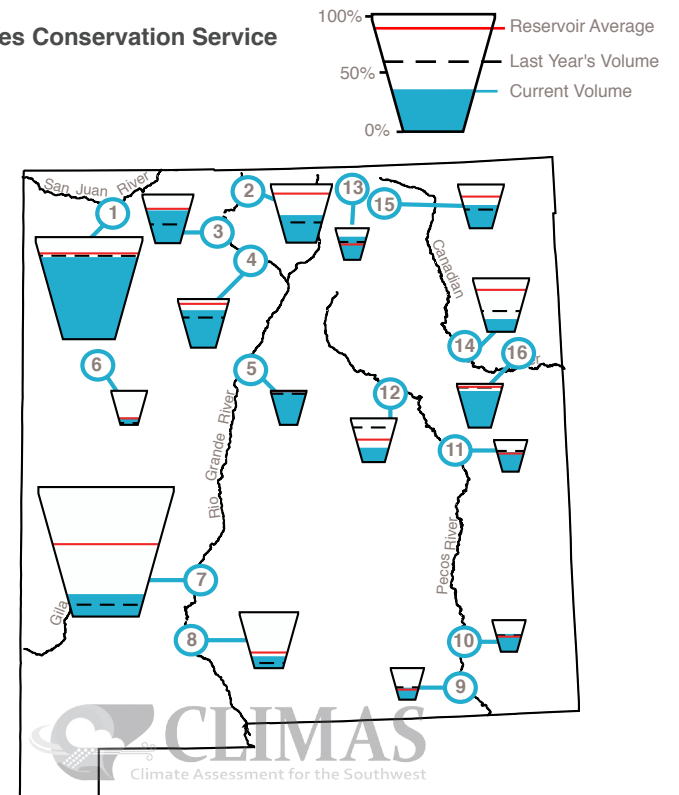 es Conservation Service
100%
50%
0%
Reservoir Average
Last Year's Volume
Current Volume
San Juan River
1
2
3
4
13
15
Canadian
14
16
er
5
6
12
11
Rio Grande River
Pecos River
7
Gila
8
10
9
CLIMAS
Climate Assessment for the Southwest